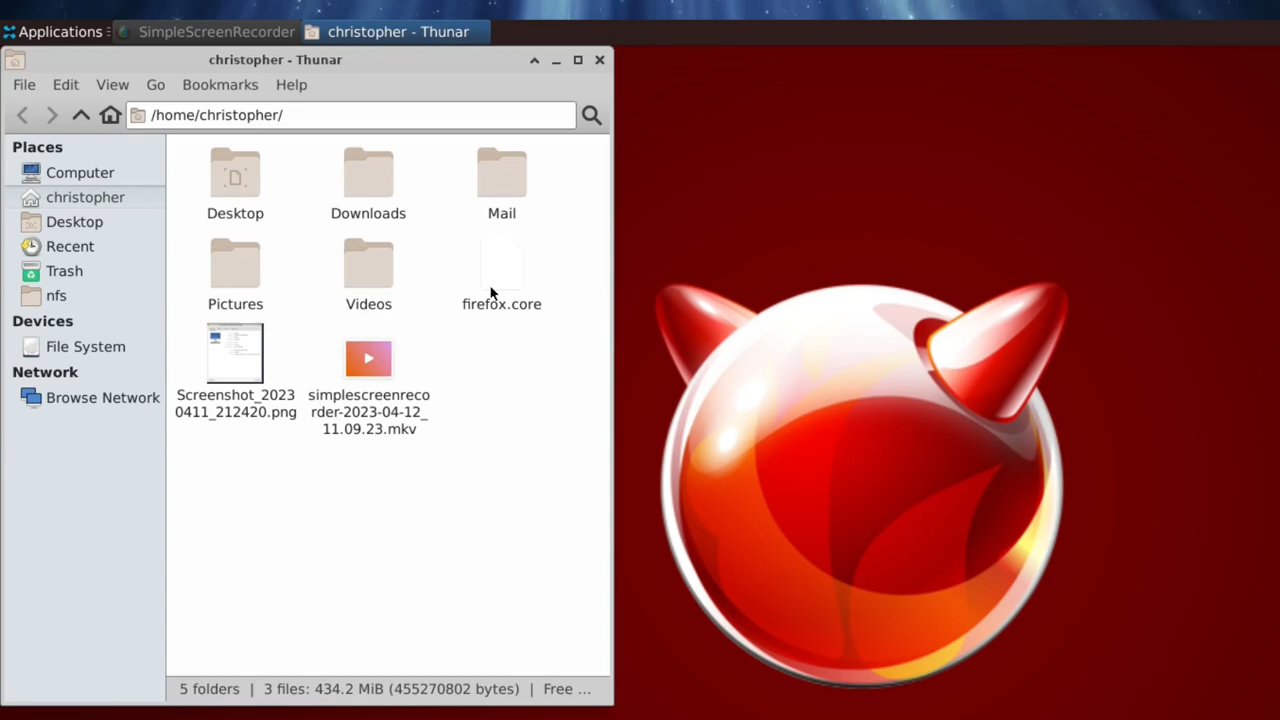 Applications
SimpleScreenRecorder
christopher - Thunar
christopher - Thunar
File Edit View Go Bookmarks Help
/home/christopher/
Places
Computer
christopher
Desktop
Recent
Trash
nfs
Devices
File System
Network
Browse Network
Desktop
Downloads
Mail
Pictures
Videos
firefox.core
Screenshot_2023
0411_212420.png
simplescreenreco
rder-2023-04-12_
11.09.23.mkv
5 folders | 3 files: 434.2 MiB (455270802 bytes) | Free ...